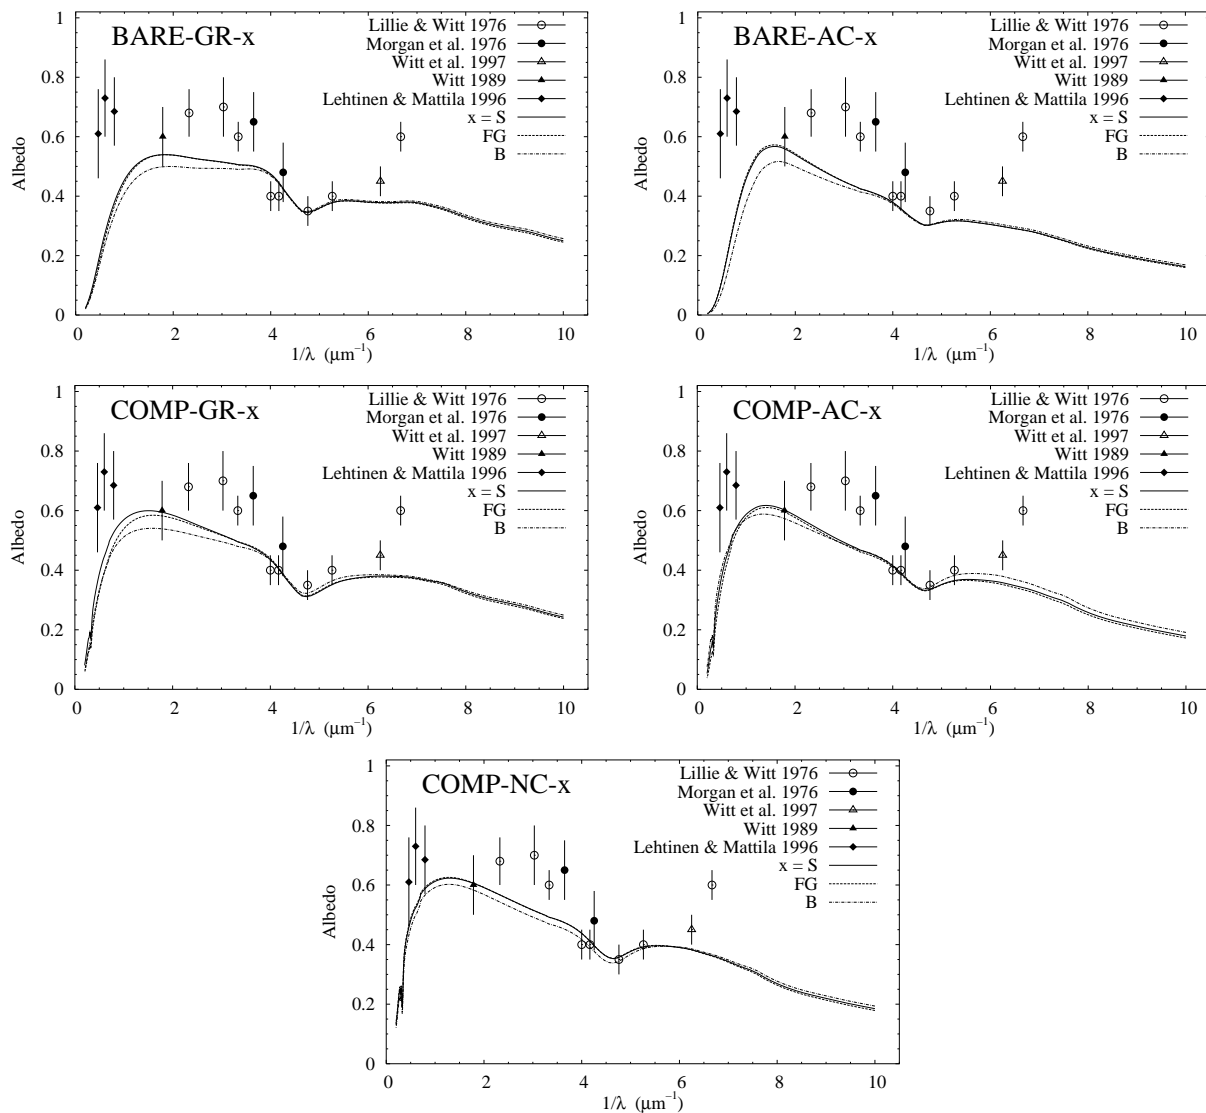 BARE-GR-x
Lillie & Witt 1976
Morgan et al. 1976
Witt et al. 1997
Witt 1989
Lehtinen & Mattila 1996
x = S
FG
B
Albedo
1
0.8
0.6
0.4
0.2
0
0 2 4 6 8 10
1/λ (μm⁻¹)
BARE-AC-x
Lillie & Witt 1976
Morgan et al. 1976
Witt et al. 1997
Witt 1989
Lehtinen & Mattila 1996
x = S
FG
B
Albedo
1
0.8
0.6
0.4
0.2
0
0 2 4 6 8 10
1/λ (μm⁻¹)
COMP-GR-x
Lillie & Witt 1976
Morgan et al. 1976
Witt et al. 1997
Witt 1989
Lehtinen & Mattila 1996
x = S
FG
B
Albedo
1
0.8
0.6
0.4
0.2
0
0 2 4 6 8 10
1/λ (μm⁻¹)
COMP-AC-x
Lillie & Witt 1976
Morgan et al. 1976
Witt et al. 1997
Witt 1989
Lehtinen & Mattila 1996
x = S
FG
B
Albedo
1
0.8
0.6
0.4
0.2
0
0 2 4 6 8 10
1/λ (μm⁻¹)
COMP-NC-x
Lillie & Witt 1976
Morgan et al. 1976
Witt et al. 1997
Witt 1989
Lehtinen & Mattila 1996
x = S
FG
B
Albedo
1
0.8
0.6
0.4
0.2
0
0 2 4 6 8 10
1/λ (μm⁻¹)